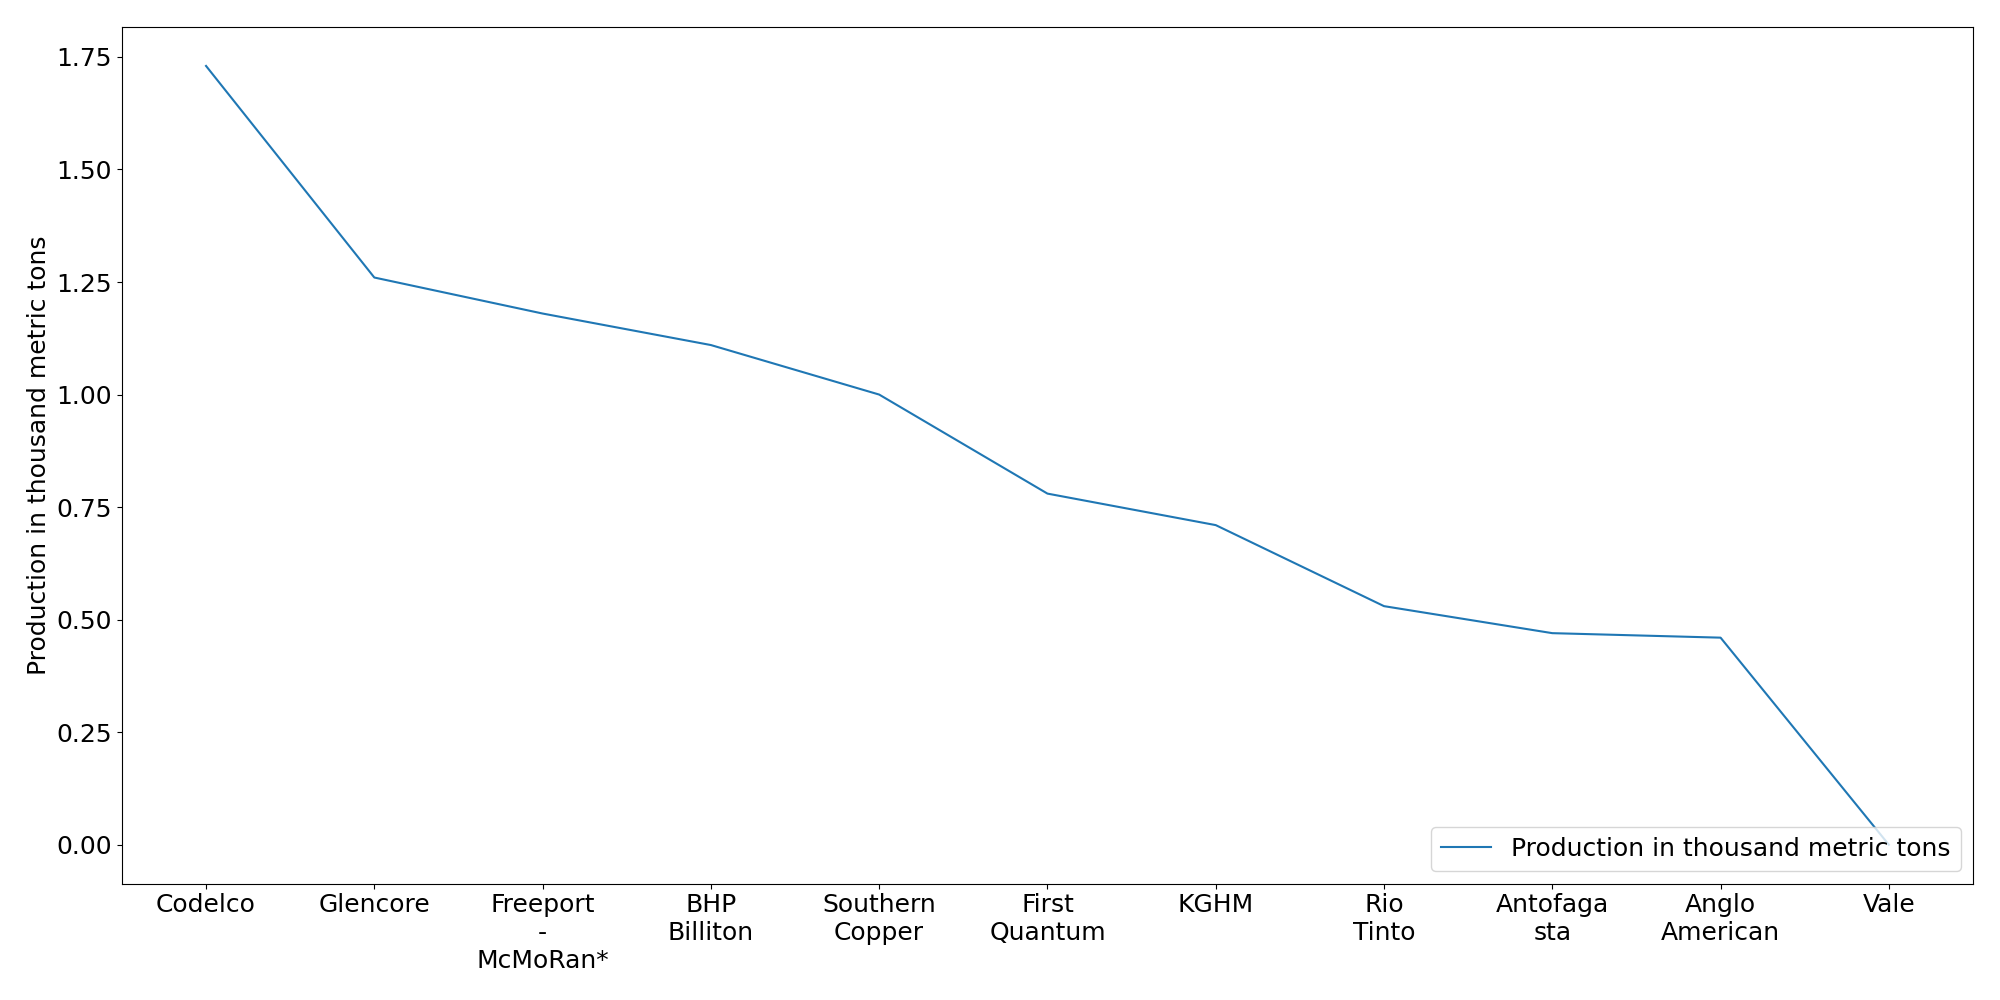 Production in thousand metric tons
1.75
1.50
1.25
1.00
0.75
0.50
0.25
0.00
Production in thousand metric tons
Codelco
Glencore
Freeport
-
McMoRan*
BHP
Billiton
Southern
Copper
First
Quantum
KGHM
Rio
Tinto
Antofaga
sta
Anglo
American
Vale